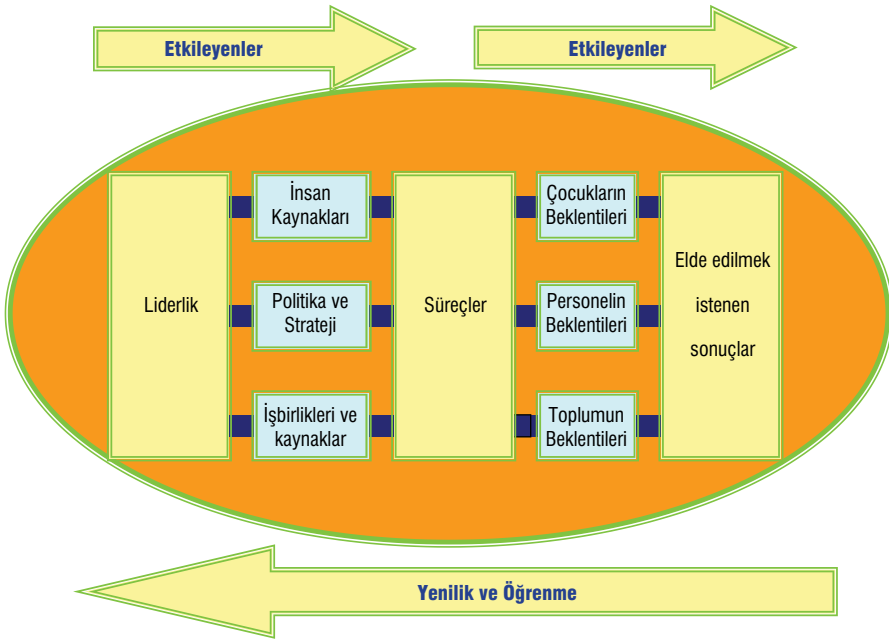 Etkileyenler
Etkileyenler
Liderlik
İnsan
Kaynakları
Politika ve
Strateji
İşbirlikleri ve
kaynaklar
Süreçler
Çocukların
Beklentileri
Personelin
Beklentileri
Toplumun
Beklentileri
Elde edilmek
istenen
sonuçlar
Yenilik ve Öğrenme